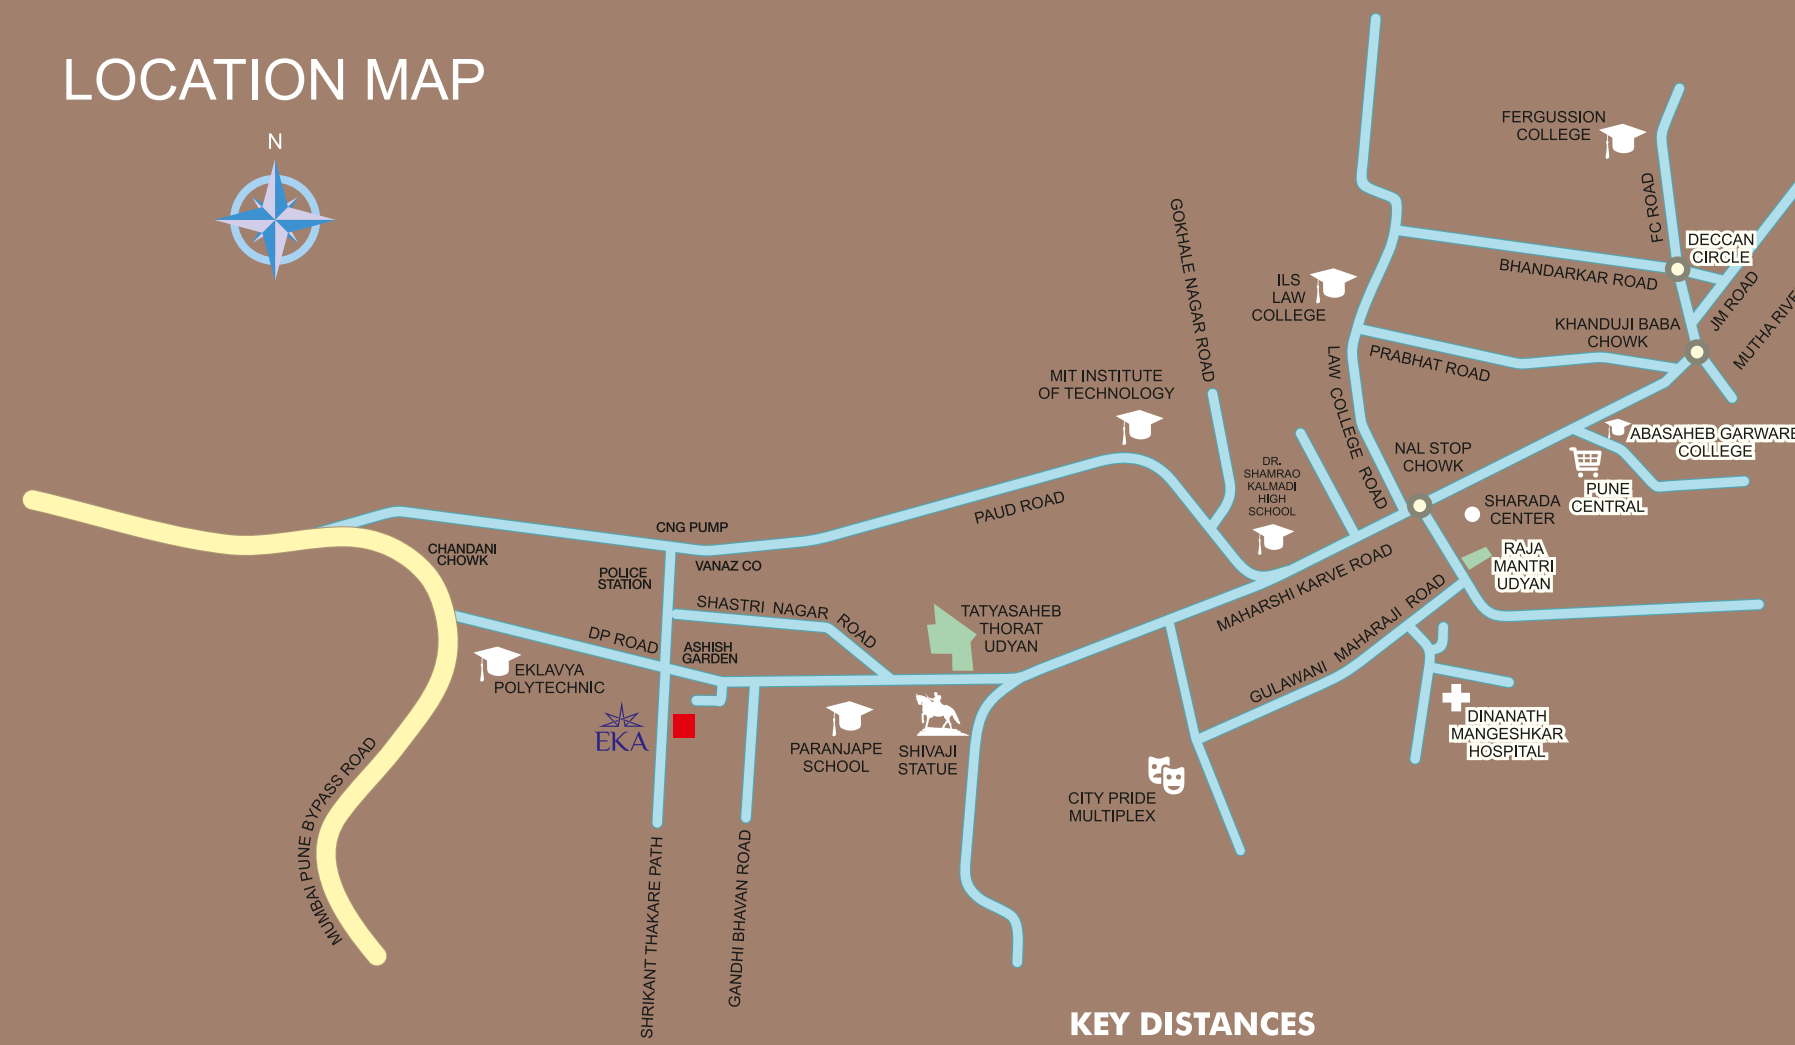 LOCATION MAP
N
FERGUSSION
COLLEGE
FC ROAD
DECCAN
CIRCLE
BHANDARKAR ROAD
JM ROAD
MUTHA RIVE
GOKHALE NAGAR ROAD
ILS
LAW
COLLEGE
KHANDUJI BABA
CHOWK
PRABHAT ROAD
LAW COLLEGE ROAD
MIT INSTITUTE
OF TECHNOLOGY
ABASAHEB GARWARE
COLLEGE
NAL STOP
CHOWK
DR.
SHAMRAO
KALMADI
HIGH
SCHOOL
PUNE
CENTRAL
SHARADA
CENTER
PAUD ROAD
CNG PUMP
CHANDANI
CHOWK
VANAZ CO
POLICE
STATION
RAJA
MANTRI
UDYAN
MAHARSHI KARVE ROAD
SHASTRI NAGAR ROAD
TATYASAHEB
THORAT
UDYAN
DP ROAD
ASHISH
GARDEN
GULAWANI MAHARAJI ROAD
EKLAVYA
POLYTECHNIC
EKA
PARANJAPE
SCHOOL
SHIVAJI
STATUE
DINANATH
MANGESHKAR
HOSPITAL
CITY PRIDE
MULTIPLEX
MUMBAI PUNE BYPASS ROAD
SHRIKANT THAKARE PATH
GANDHI BHAVAN ROAD
KEY DISTANCES